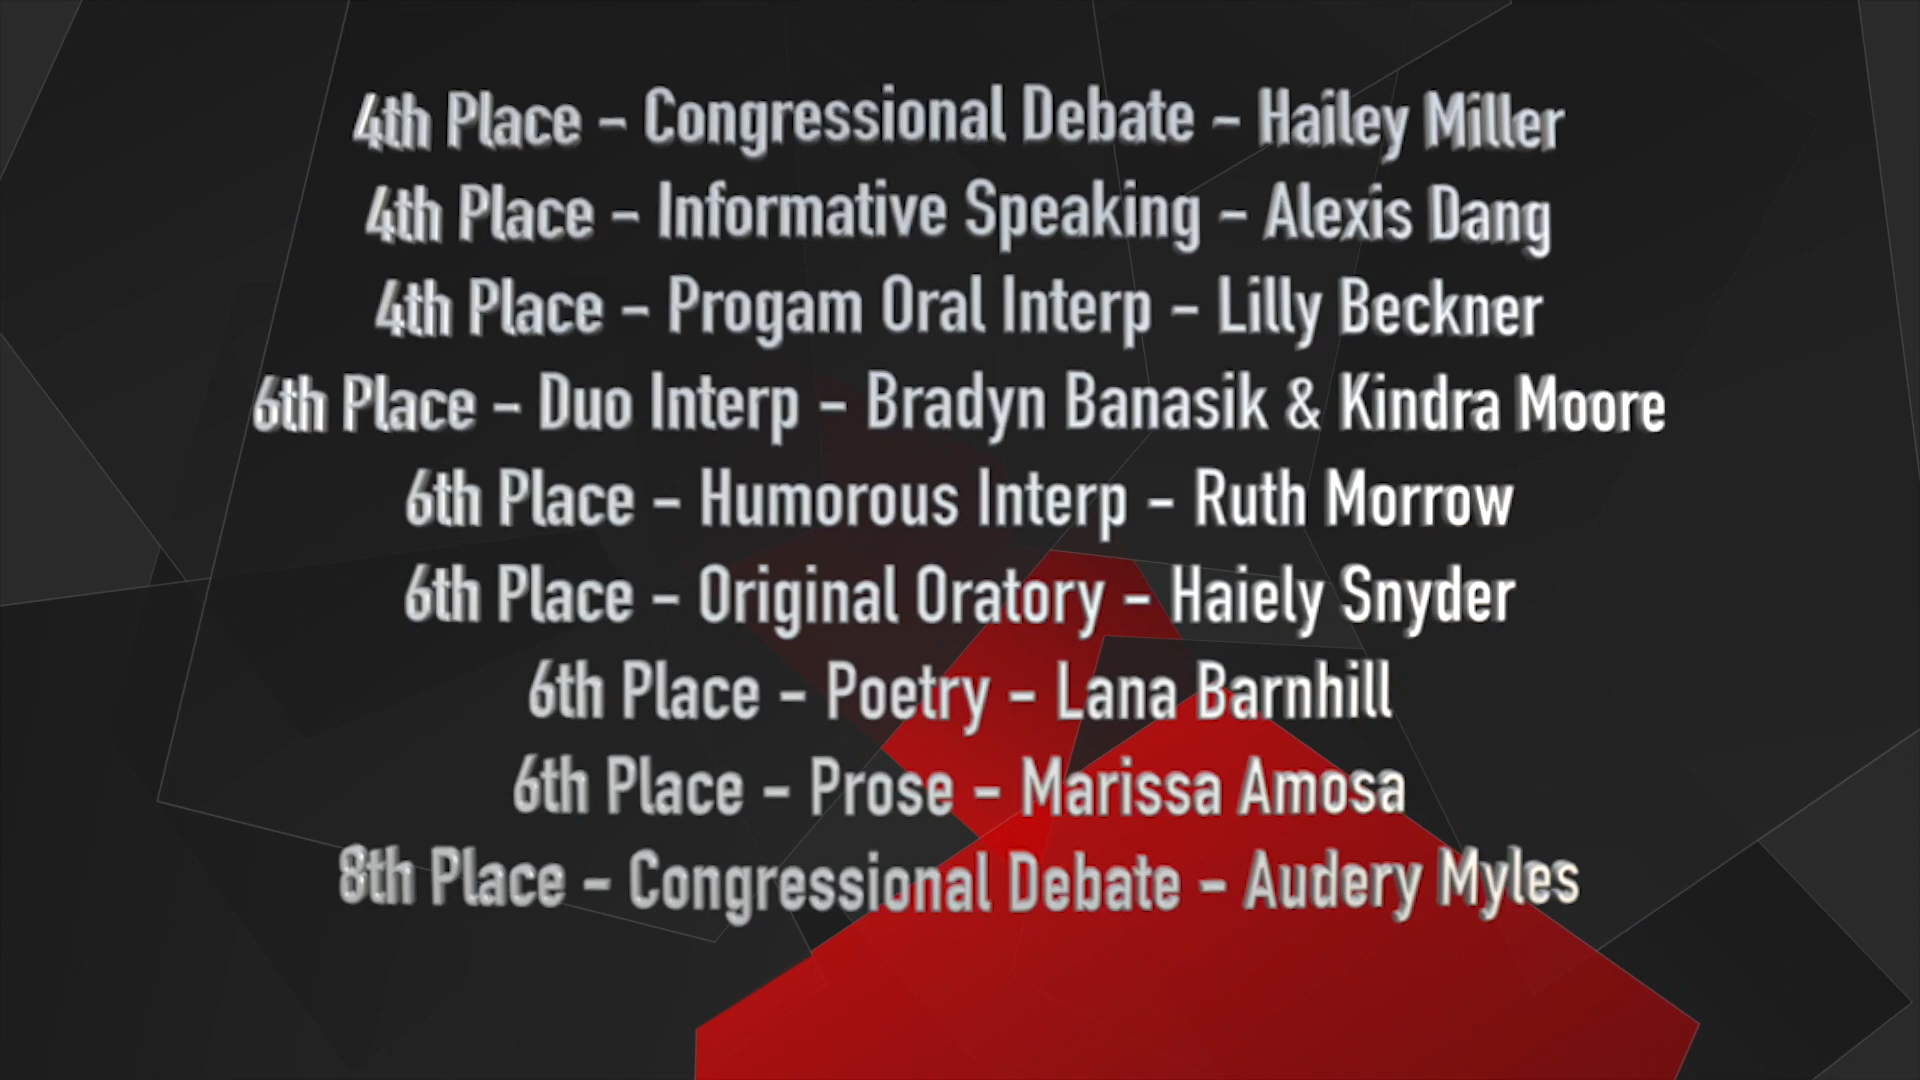 4th Place – Congressional Debate – Hailey Miller
4th Place – Informative Speaking – Alexis Dang
4th Place – Progam Oral Interp – Lilly Beckner
6th Place – Duo Interp – Bradyn Banasik & Kindra Moore
6th Place – Humorous Interp – Ruth Morrow
6th Place – Original Oratory – Haiely Snyder
6th Place – Poetry – Lana Barnhill
6th Place – Prose – Marissa Amosa
8th Place – Congressional Debate – Audery Myles